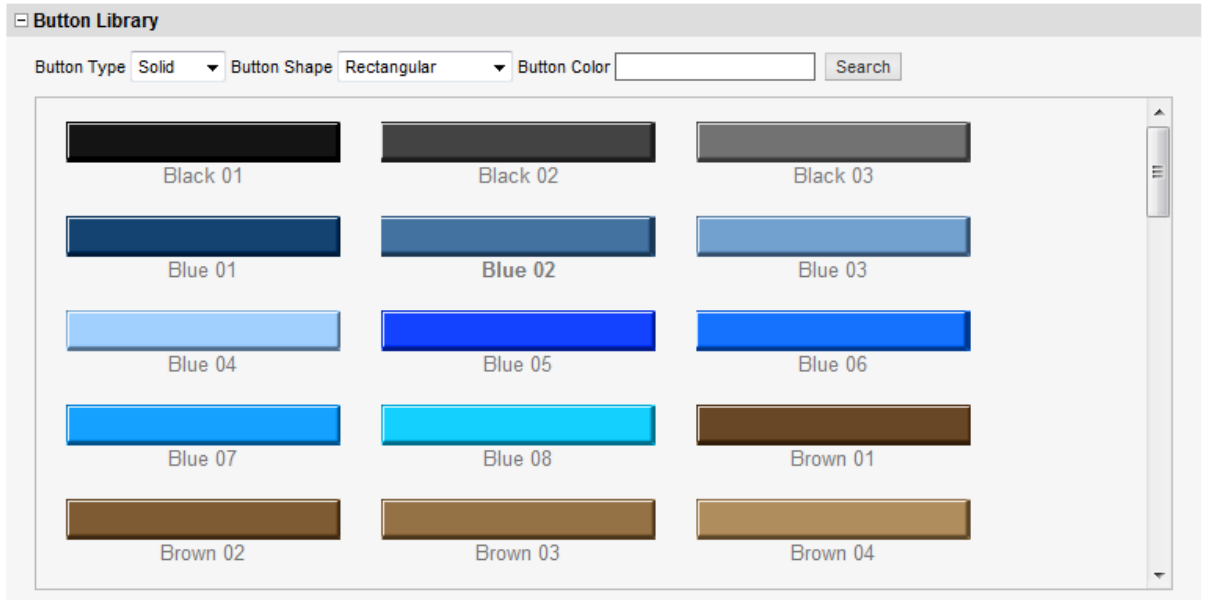 Button Library
Button Type Solid Button Shape Rectangular Button Color Search
Black 01 Black 02 Black 03
Blue 01 Blue 02 Blue 03
Blue 04 Blue 05 Blue 06
Blue 07 Blue 08 Brown 01
Brown 02 Brown 03 Brown 04